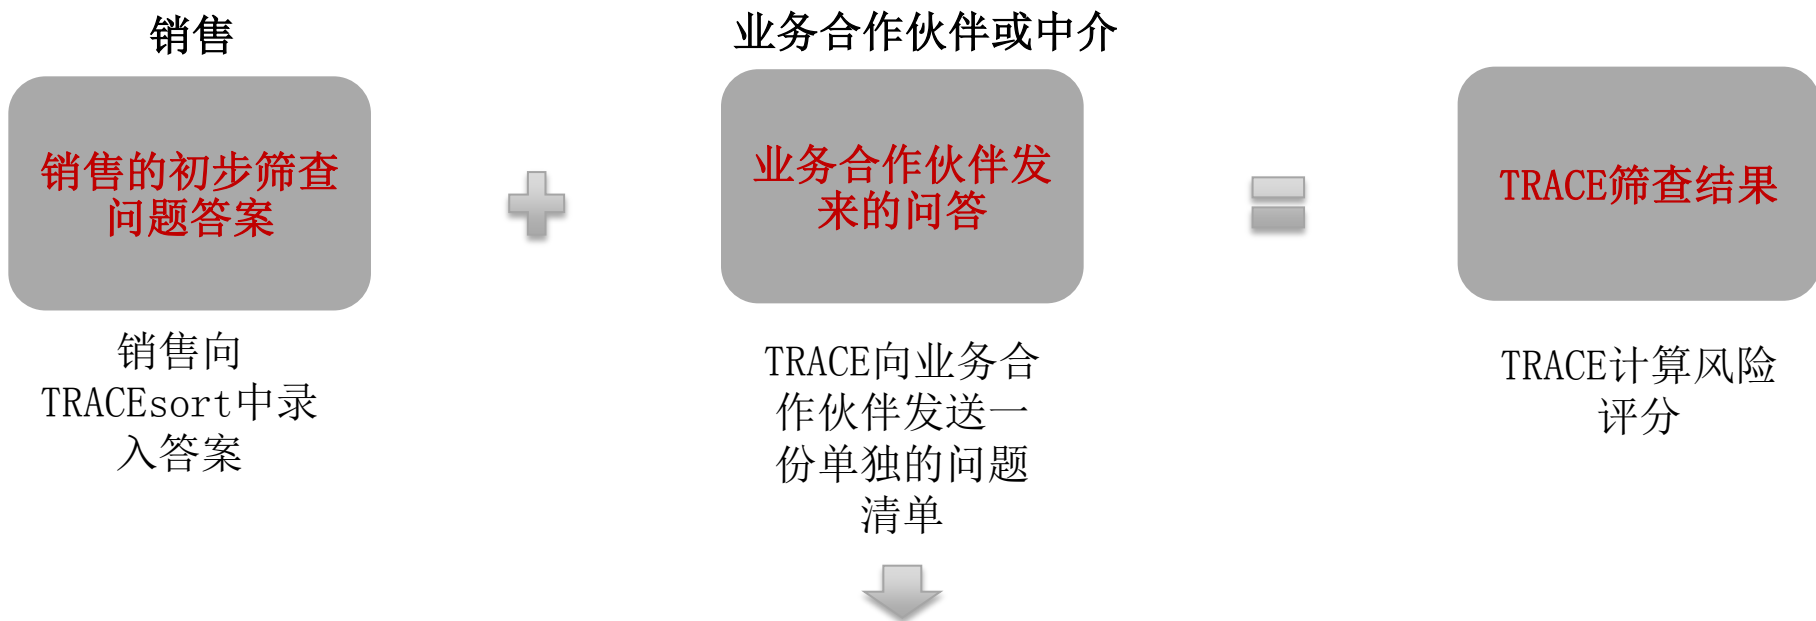 销售
销售的初步筛查
问题答案
销售向
TRACEsort中录
入答案
业务合作伙伴或中介
业务合作伙伴发
来的问答
TRACE向业务合
作伙伴发送一
份单独的问题
清单
TRACE筛查结果
TRACE计算风险
评分